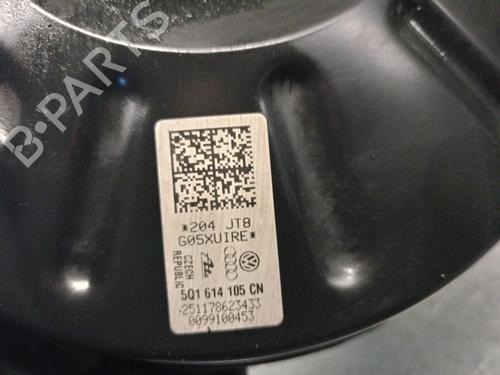 B-PARTS
*204 JT8
G05XUIRE*
CZECH
REPUBLIC
5Q1 614 105 CN
251178623433
0099100453